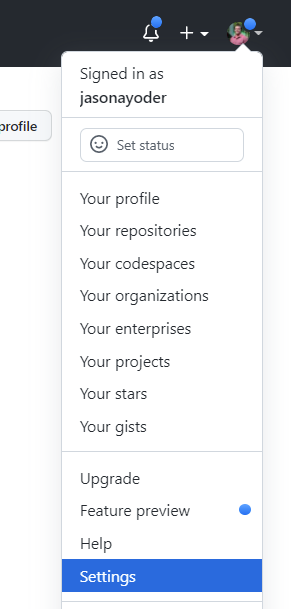 profile
Signed in as
jasonayoder
Set status
Your profile
Your repositories
Your codespaces
Your organizations
Your enterprises
Your projects
Your stars
Your gists
Upgrade
Feature preview
Help
Settings